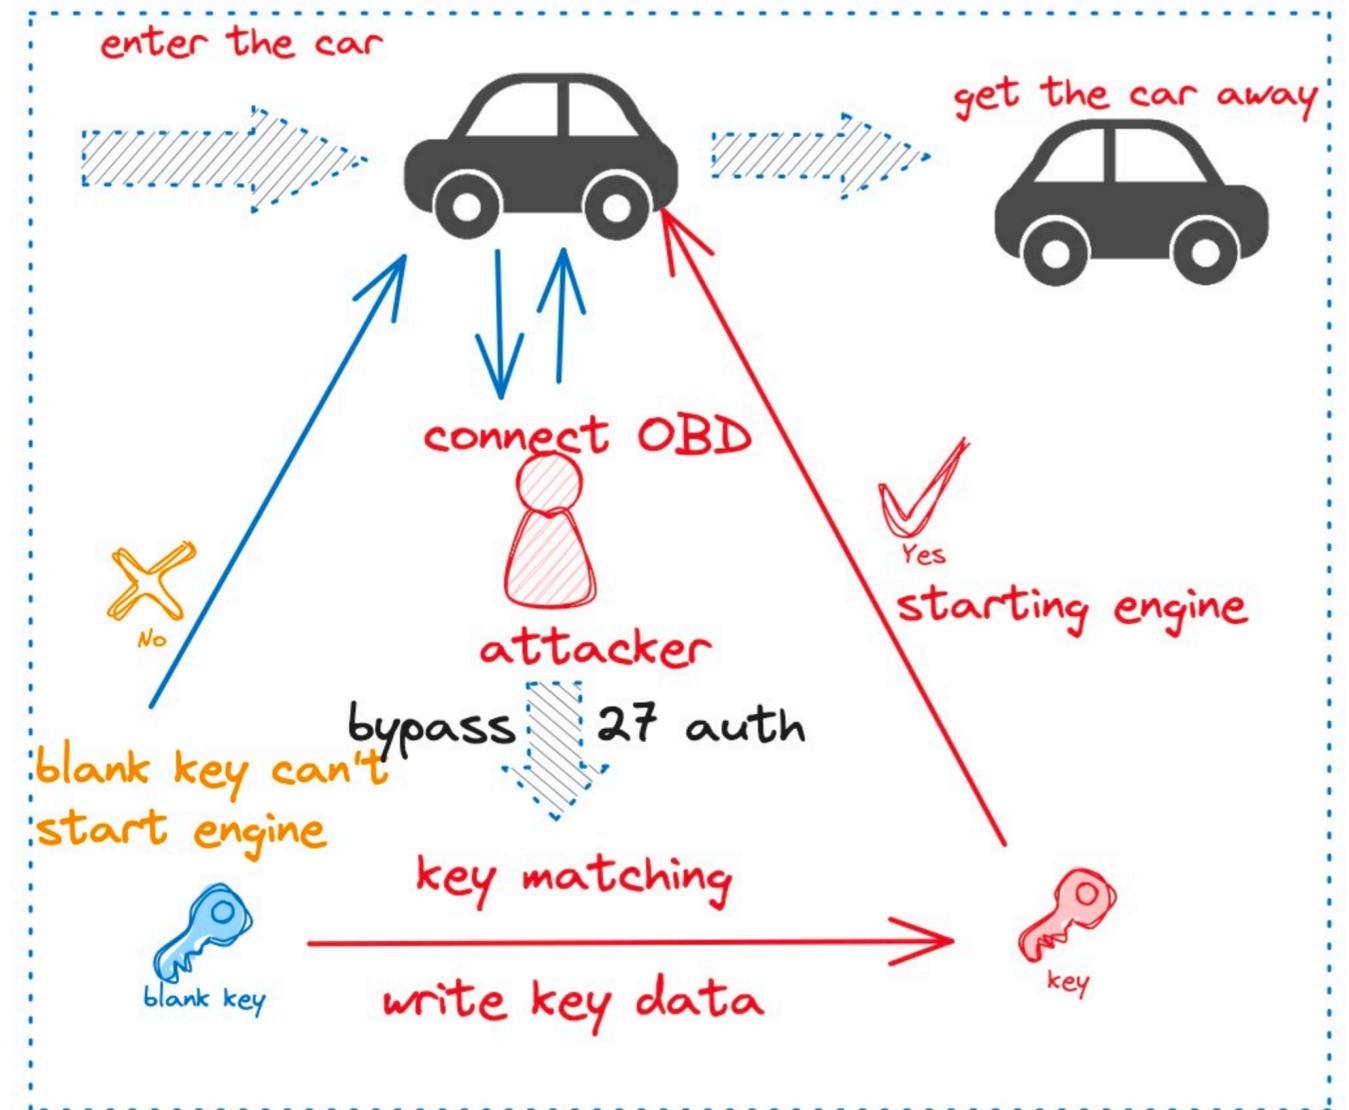 enter the car
get the car away
connect OBD
Yes
starting engine
No
attacker
bypass 27 auth
blank key can't
start engine
key matching
key
blank key
write key data